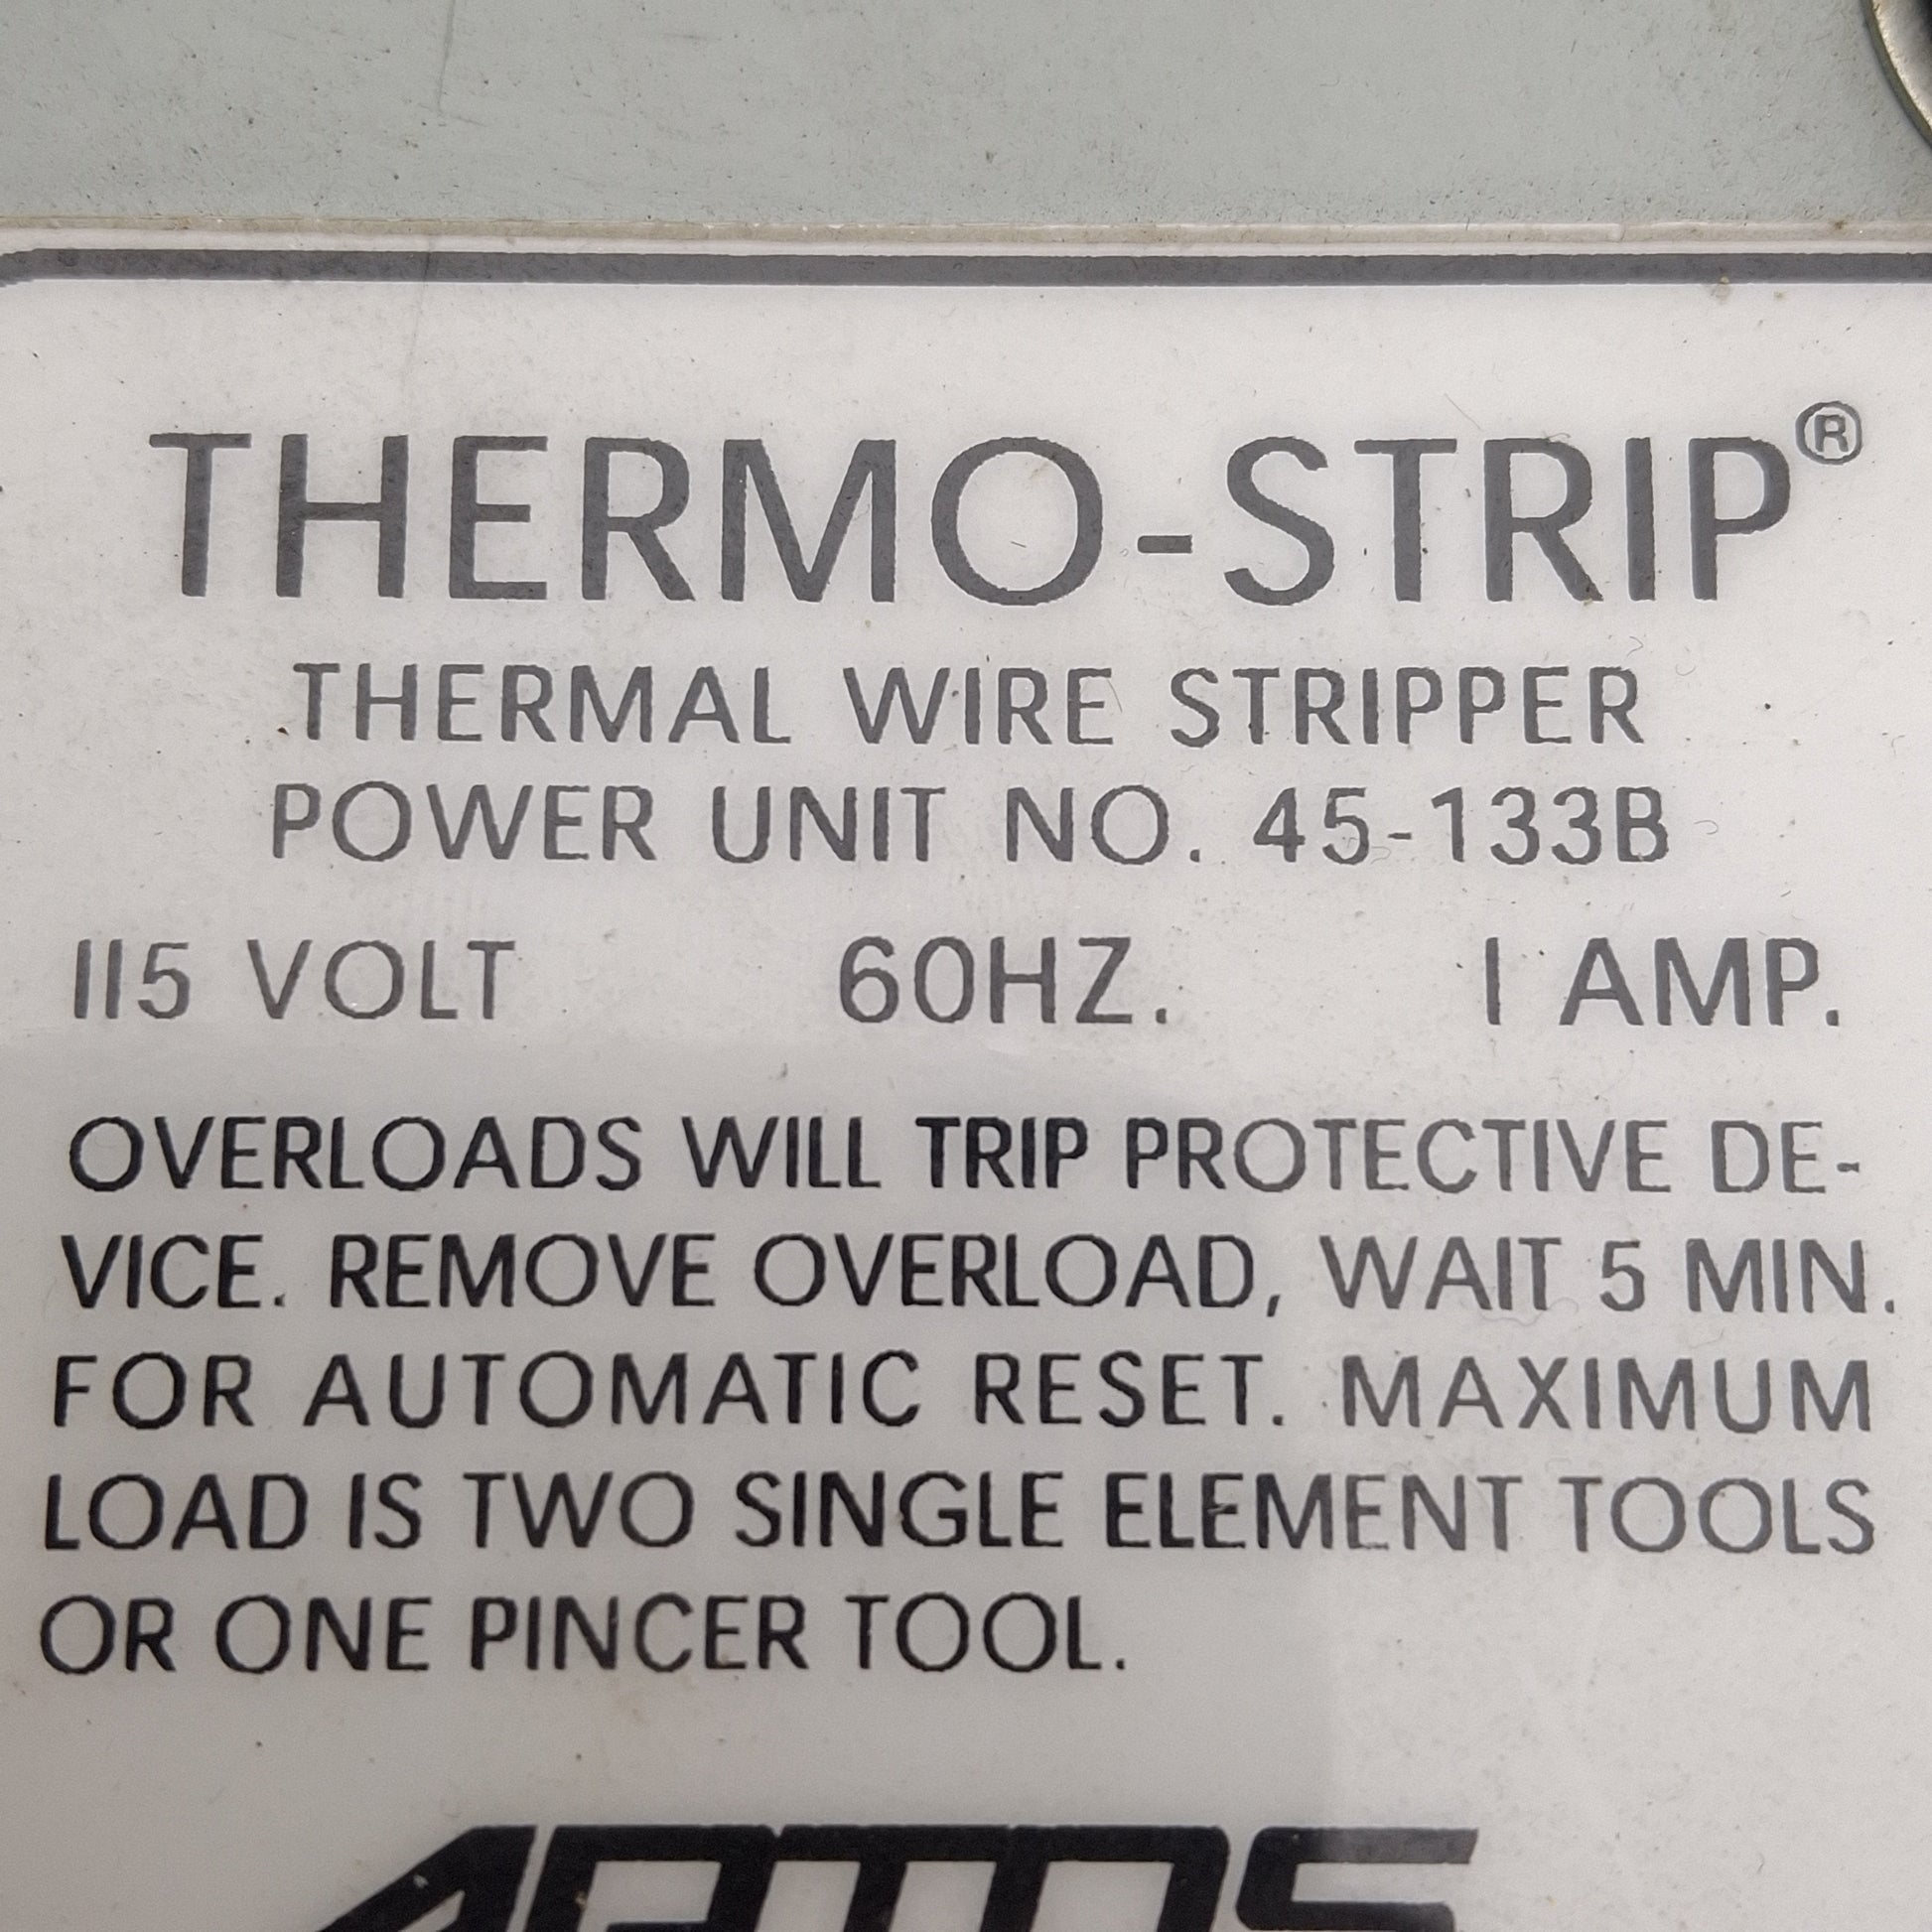 THERMO-STRIP®
THERMAL WIRE STRIPPER
POWER UNIT NO. 45-133B
115 VOLT 60HZ. 1 AMP.
OVERLOADS WILL TRIP PROTECTIVE DE-
VICE. REMOVE OVERLOAD, WAIT 5 MIN.
FOR AUTOMATIC RESET. MAXIMUM
LOAD IS TWO SINGLE ELEMENT TOOLS
OR ONE PINCER TOOL.
ARTOS